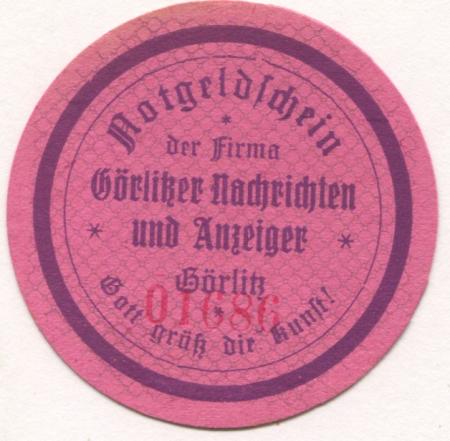 Notgeldschein
der Firma
Görlitzer Nachrichten
und Anzeiger
Görlitz
01686
Gott grüß die Kunst!